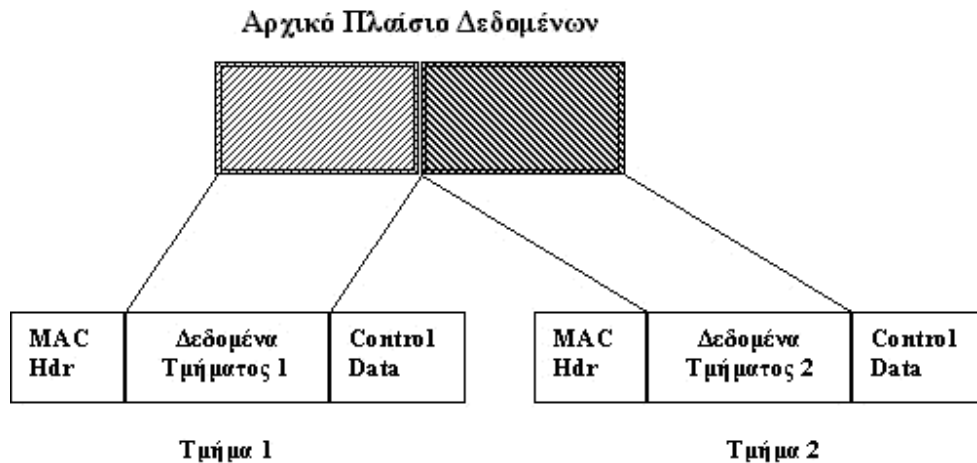 Αρχικό Πλαίσιο Δεδομένων
MAC
Hdr
Δεδομένα
Τμήματος 1
Control
Data
MAC
Hdr
Δεδομένα
Τμήματος 2
Control
Data
Τμήμα 1
Τμήμα 2